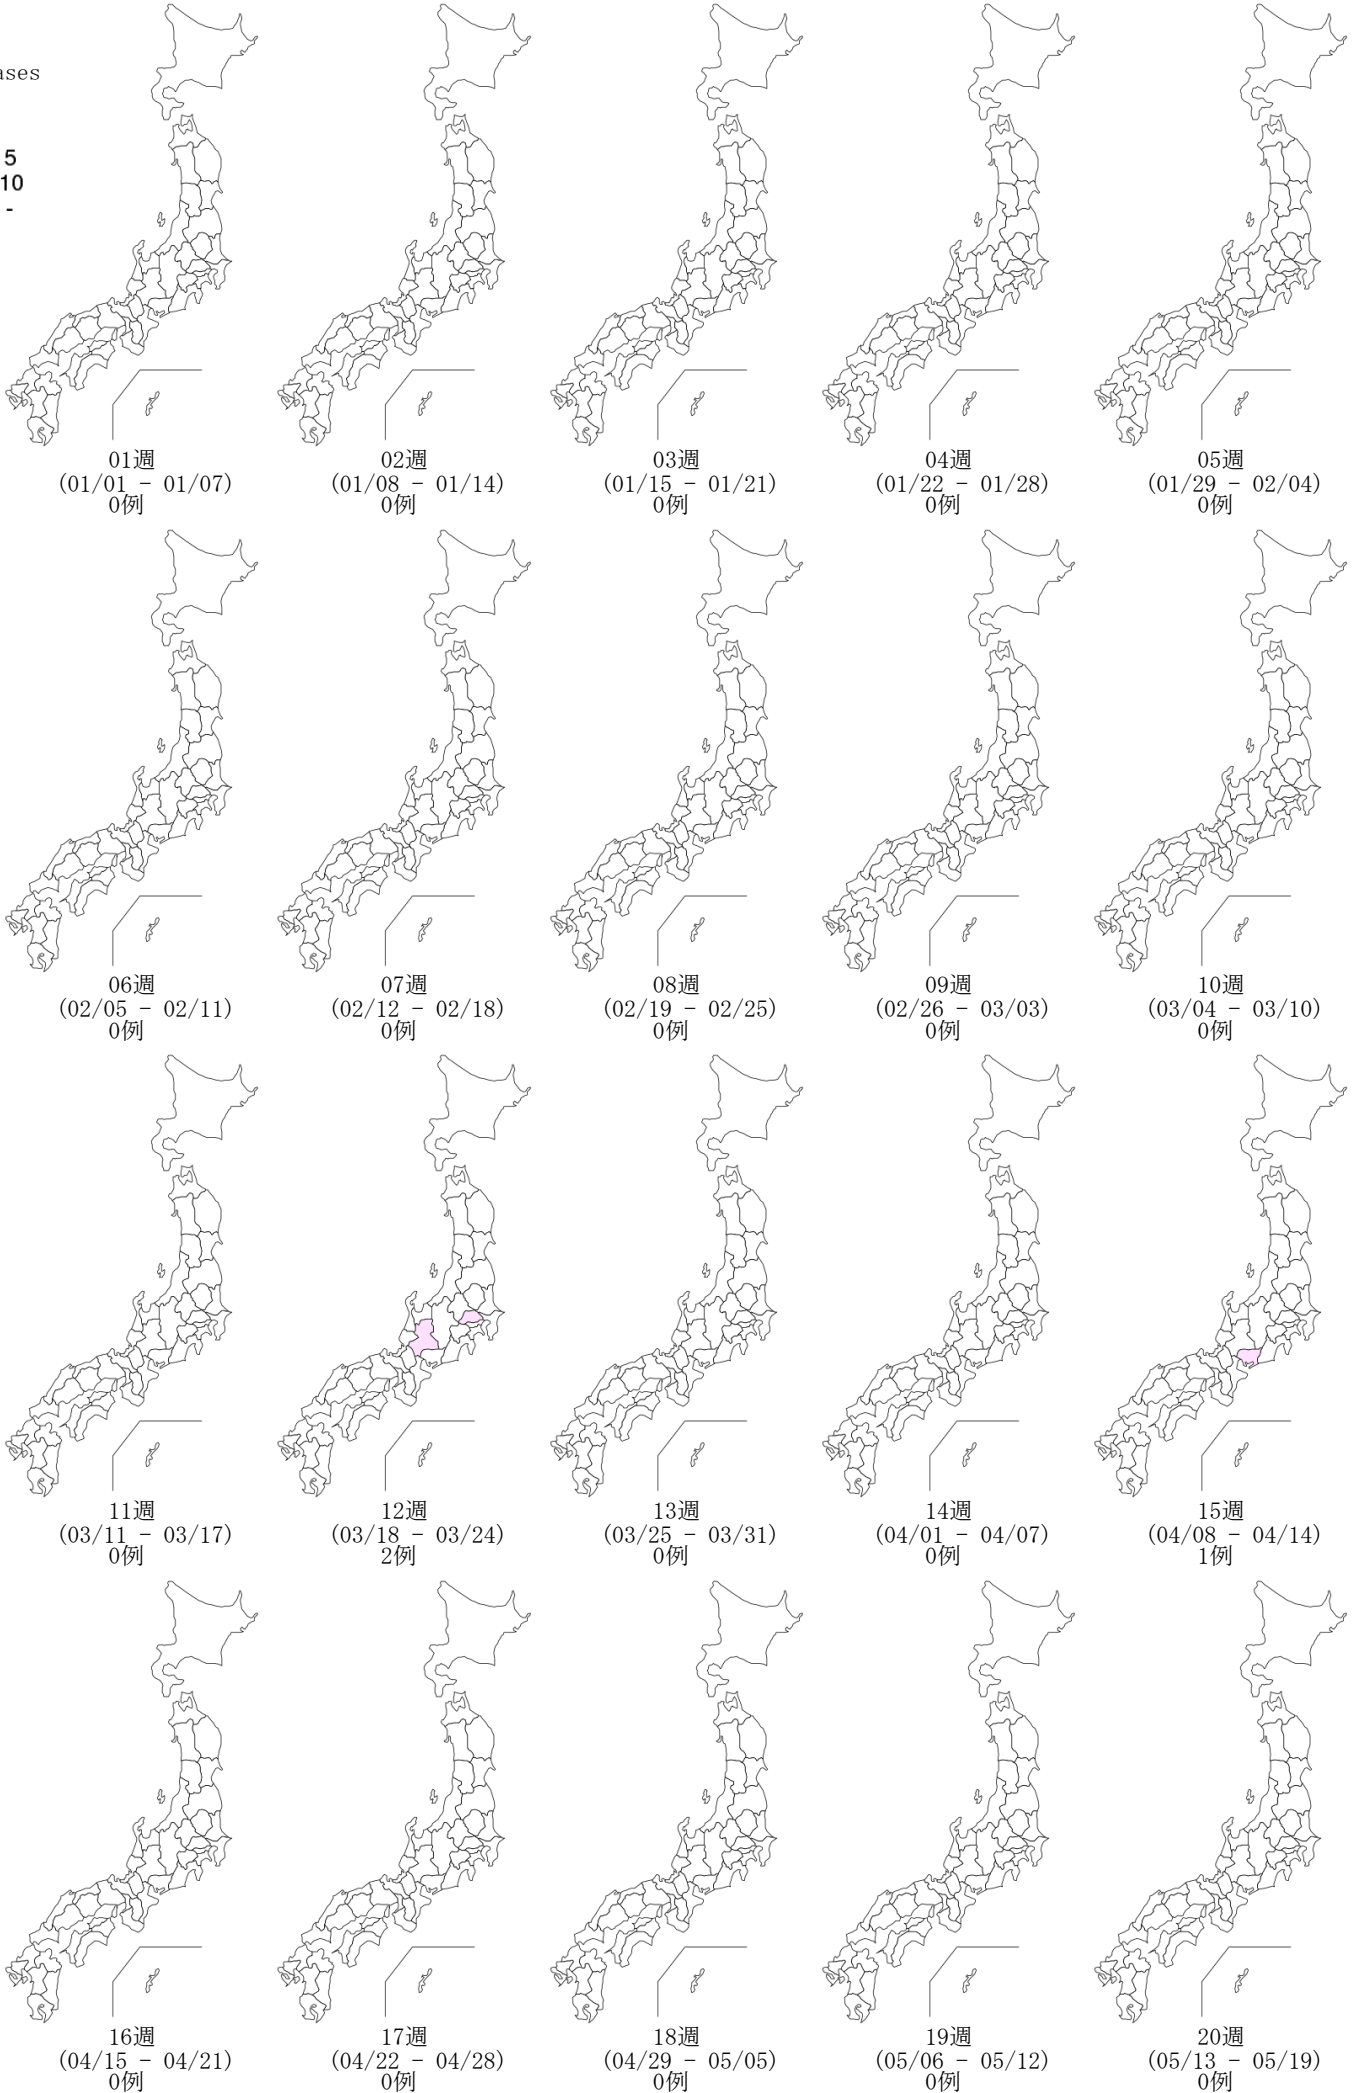 ases
5
10
-
01週
(01/01 - 01/07)
0例
02週
(01/08 - 01/14)
0例
03週
(01/15 - 01/21)
0例
04週
(01/22 - 01/28)
0例
05週
(01/29 - 02/04)
0例
06週
(02/05 - 02/11)
0例
07週
(02/12 - 02/18)
0例
08週
(02/19 - 02/25)
0例
09週
(02/26 - 03/03)
0例
10週
(03/04 - 03/10)
0例
11週
(03/11 - 03/17)
0例
12週
(03/18 - 03/24)
2例
13週
(03/25 - 03/31)
0例
14週
(04/01 - 04/07)
0例
15週
(04/08 - 04/14)
1例
16週
(04/15 - 04/21)
0例
17週
(04/22 - 04/28)
0例
18週
(04/29 - 05/05)
0例
19週
(05/06 - 05/12)
0例
20週
(05/13 - 05/19)
0例